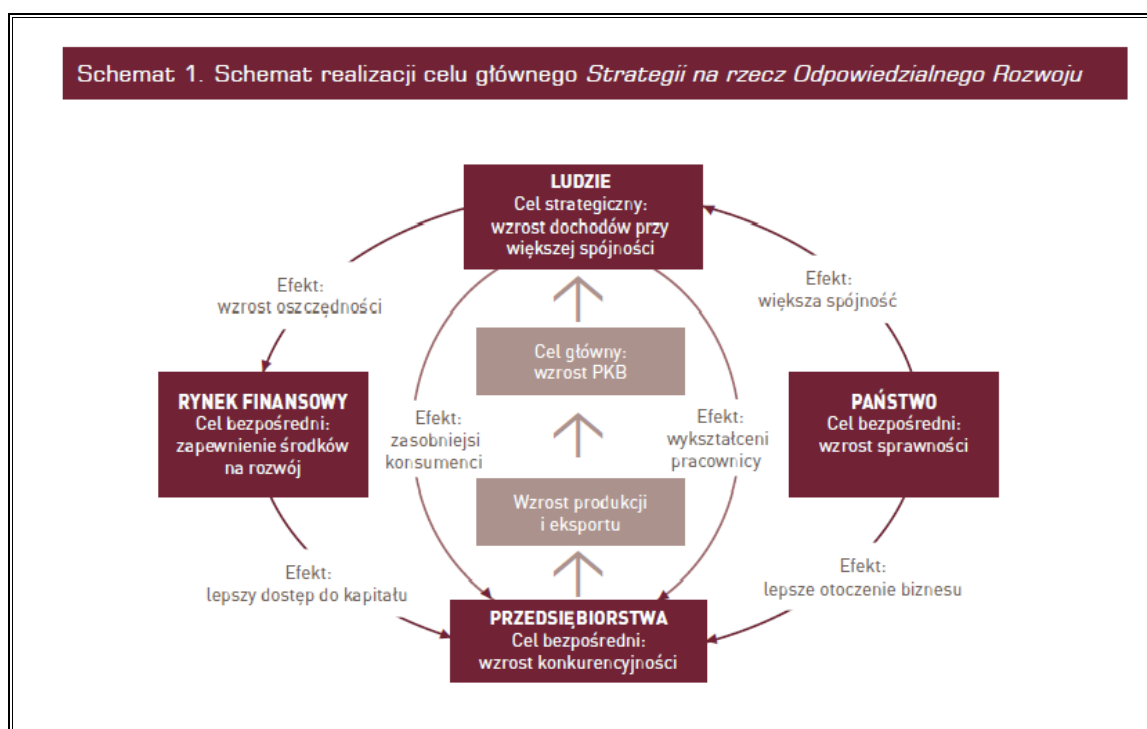 Schemat 1. Schemat realizacji celu głównego Strategii na rzecz Odpowiedzialnego Rozwoju
LUDZIE
Cel strategiczny:
wzrost dochodów przy
większej spójności
Efekt:
wzrost oszczędności
Efekt:
większa spójność
Cel główny:
wzrost PKB
RYNEK FINANSOWY
Cel bezpośredni:
zapewnienie środków
na rozwój
Efekt:
zasobniejsi
konsumenci
Efekt:
wykształceni
pracownicy
PAŃSTWO
Cel bezpośredni:
wzrost sprawności
Wzrost produkcji
i eksportu
Efekt:
lepszy dostęp do kapitału
Efekt:
lepsze otoczenie biznesu
PRZEDSIĘBIORSTWA
Cel bezpośredni:
wzrost konkurencyjności